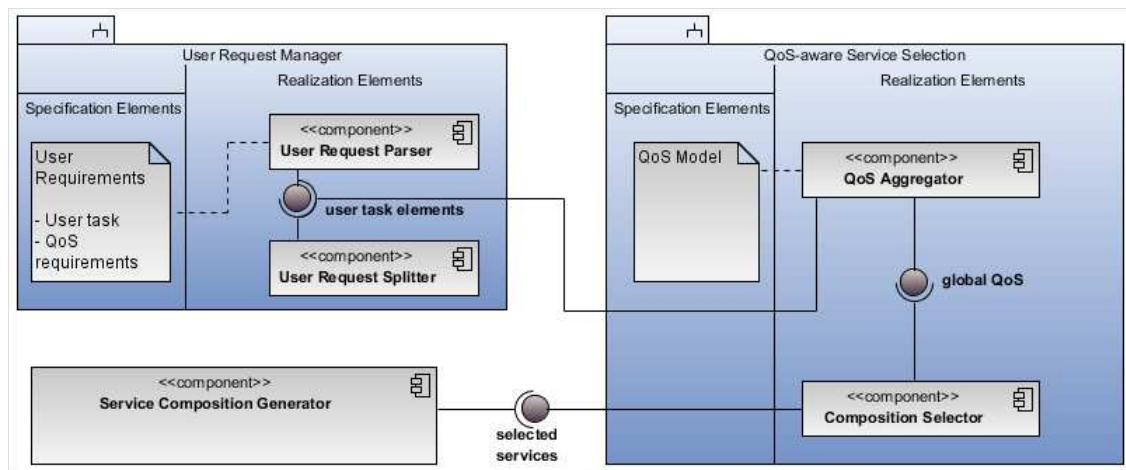 User Request Manager
Realization Elements
Specification Elements
User
Requirements
- User task
- QoS
requirements
<<component>>
User Request Parser
user task elements
<<component>>
User Request Splitter
QoS-aware Service Selection
Realization Elements
Specification Elements
QoS Model
<<component>>
QoS Aggregator
global QoS
<<component>>
Composition Selector
<<component>>
Service Composition Generator
selected
services